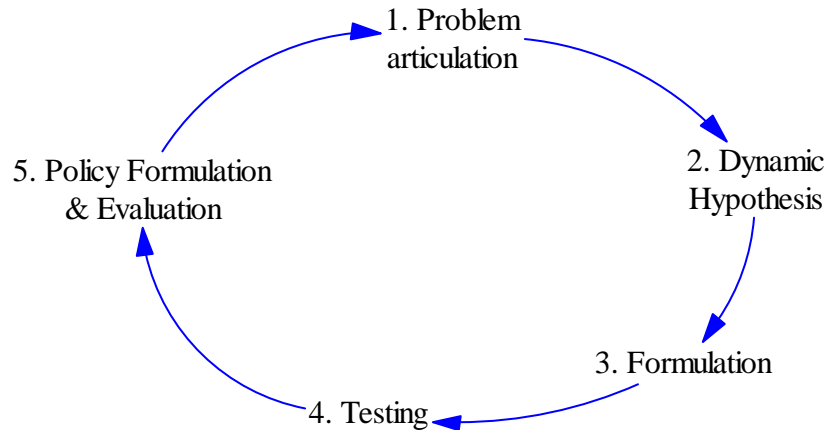 1. Problem
articulation
2. Dynamic
Hypothesis
3. Formulation
4. Testing
5. Policy Formulation
& Evaluation